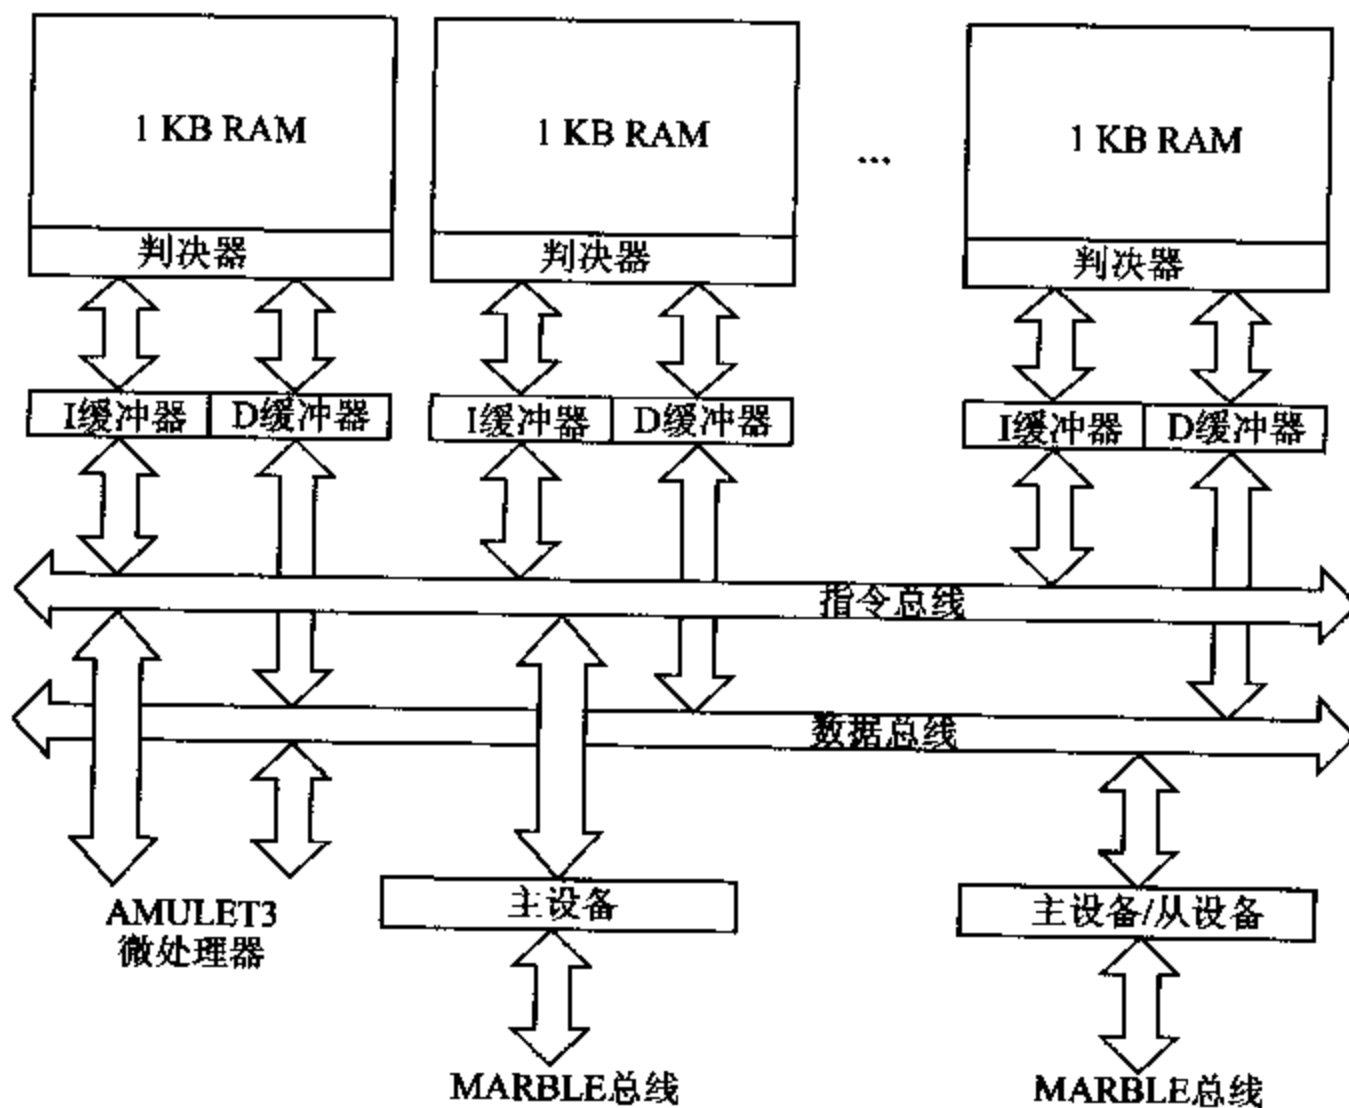 1 KB RAM
1 KB RAM
...
1 KB RAM
判决器
判决器
判决器
I缓冲器
D缓冲器
I缓冲器
D缓冲器
I缓冲器
D缓冲器
指令总线
数据总线
AMULET3
微处理器
主设备
主设备/从设备
MARBLE总线
MARBLE总线